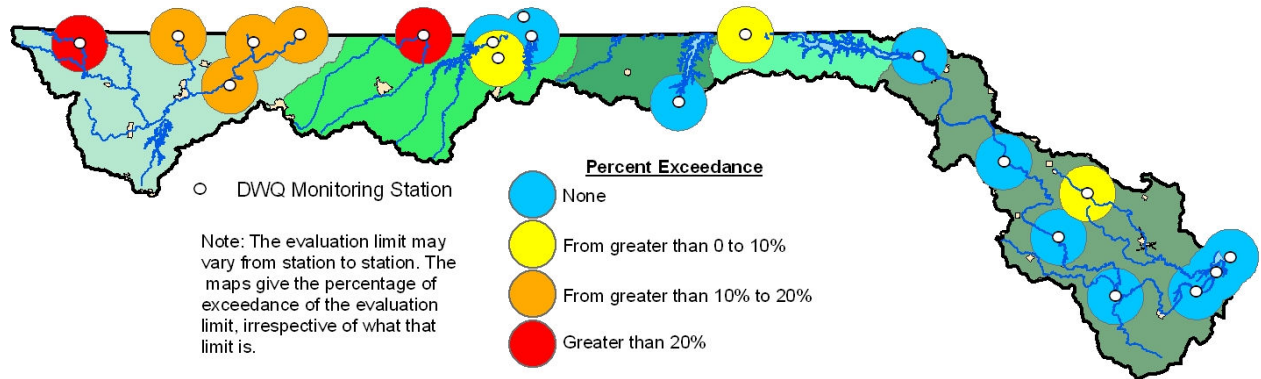 DWQ Monitoring Station
Note: The evaluation limit may
vary from station to station. The
maps give the percentage of
exceedance of the evaluation
limit, irrespective of what that
limit is.
Percent Exceedance
None
From greater than 0 to 10%
From greater than 10% to 20%
Greater than 20%